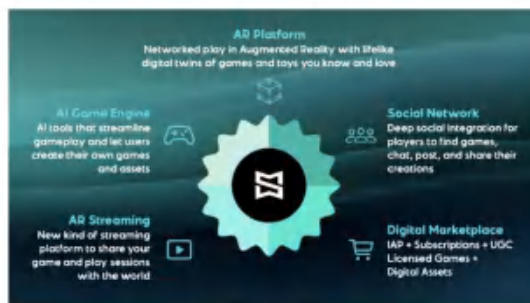 AR Platform
Networked play in Augmented Reality with lifelike
digital twins of games and toys you know and love
AI Game Engine
AI tools that streamline
gameplay and let users
create their own games
and assets
Social Network
Deep social integration for
players to find games,
chat, post, and share their
creations
AR Streaming
New kind of streaming
platform to share your
game and play sessions
with the world
Digital Marketplace
IAP + Subscriptions + UGC
Licensed Games +
Digital Assets